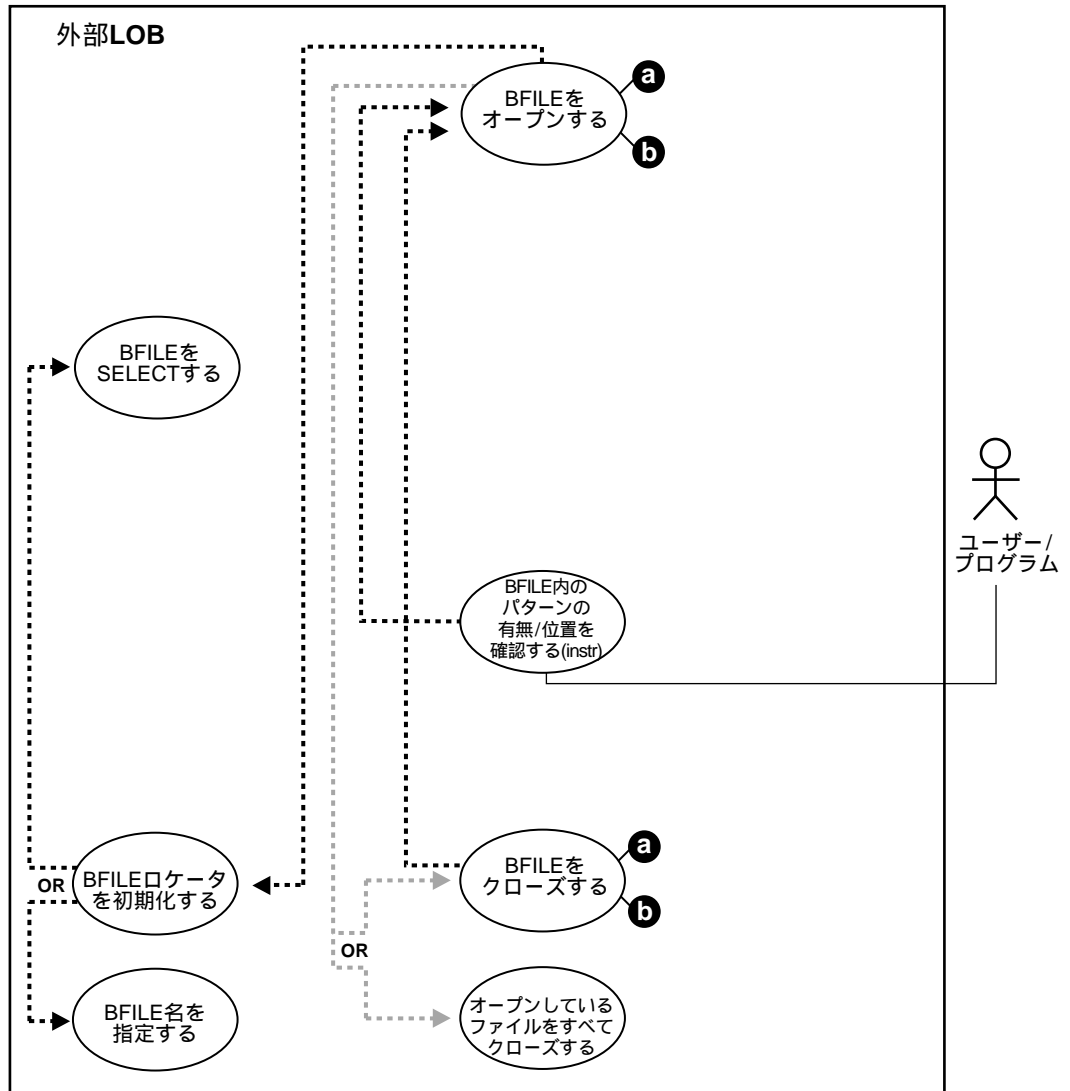 外部LOB
BFILEを
オープンする
a
b
BFILEを
SELECTする
ユーザー/
プログラム
BFILE内の
パターンの
有無/位置を
確認する(instr)
OR
BFILEロケータ
を初期化する
BFILEを
クローズする
a
b
OR
BFILE名を
指定する
オープンしている
ファイルをすべて
クローズする